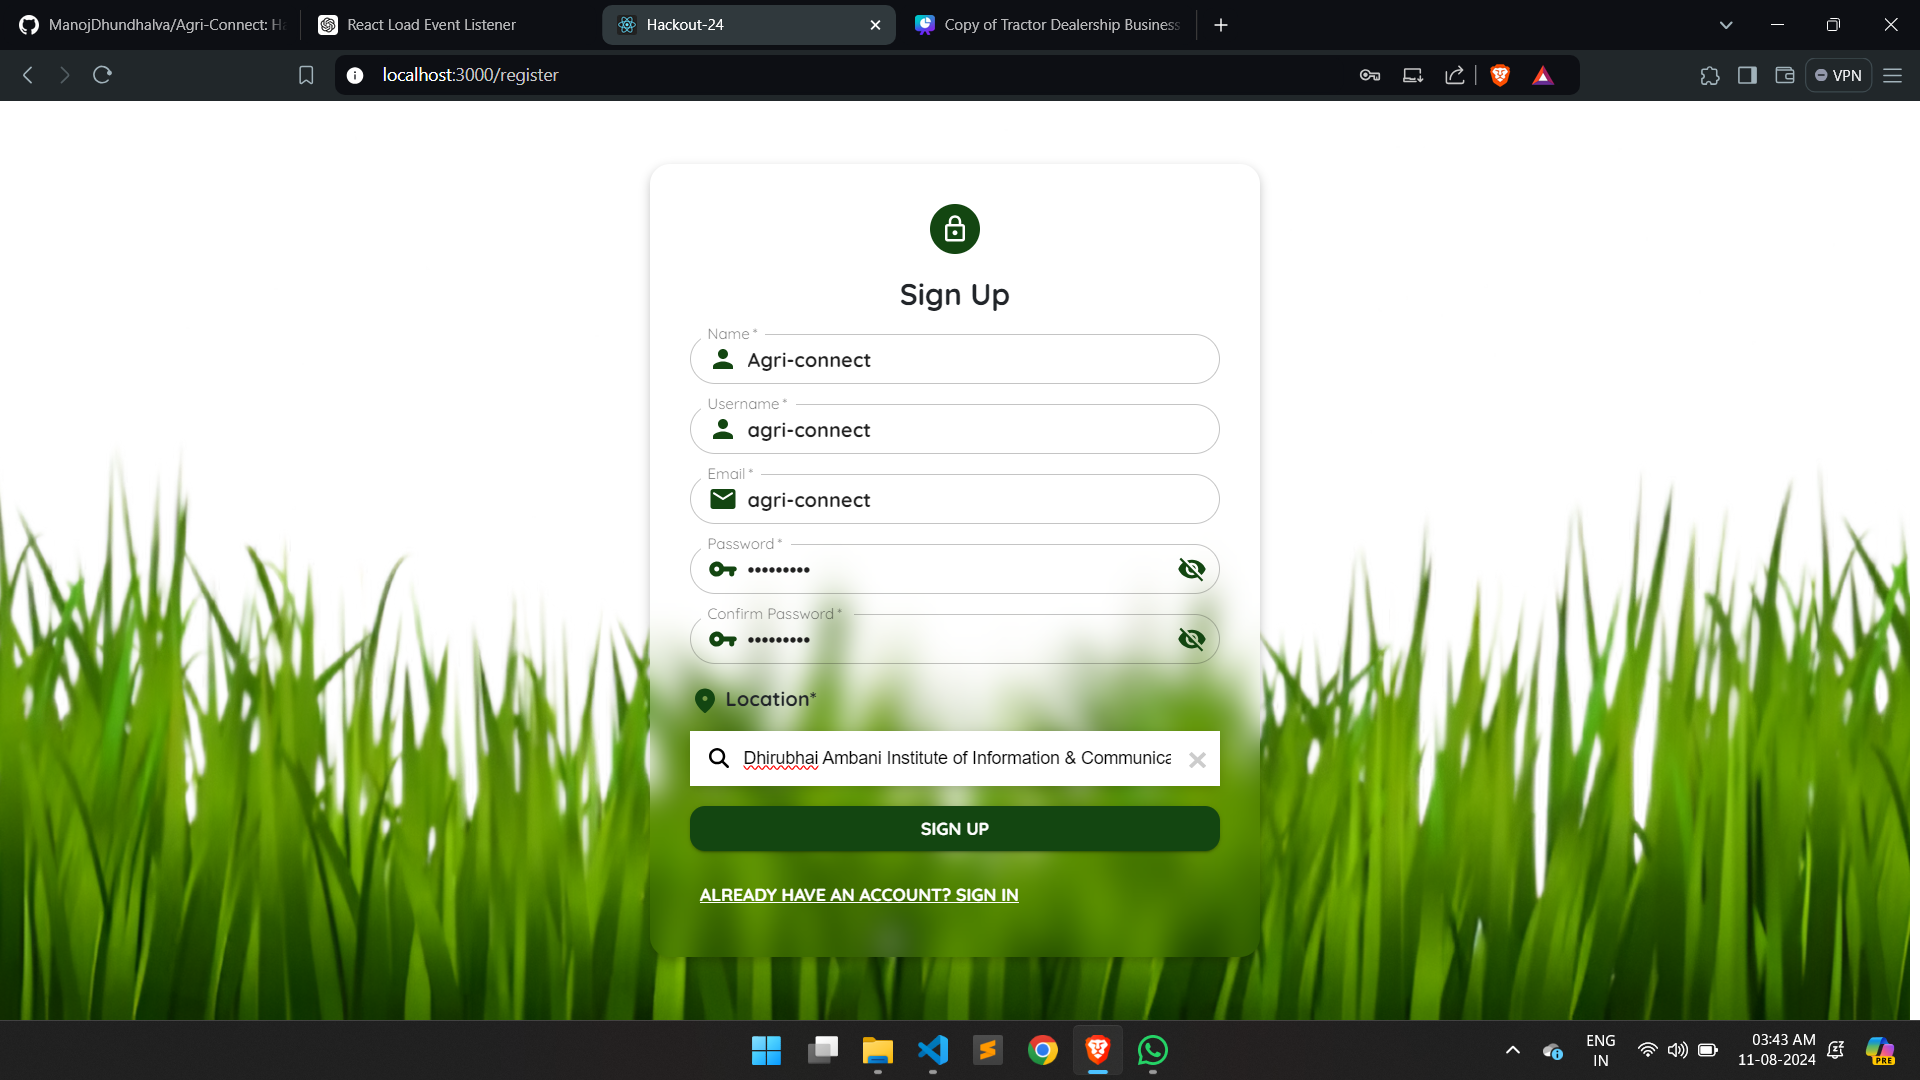 ManojDhundhalva/Agri-Connect: Ha
React Load Event Listener
Hackout-24
Copy of Tractor Dealership Business
localhost:3000/register
VPN
Sign Up
Name *
Agri-connect
Username *
agri-connect
Email *
agri-connect
Password *
•••••••••
Confirm Password *
•••••••••
Location*
Dhirubhai Ambani Institute of Information & Communica
SIGN UP
ALREADY HAVE AN ACCOUNT? SIGN IN
ENG
IN
03:43 AM
11-08-2024
PRE